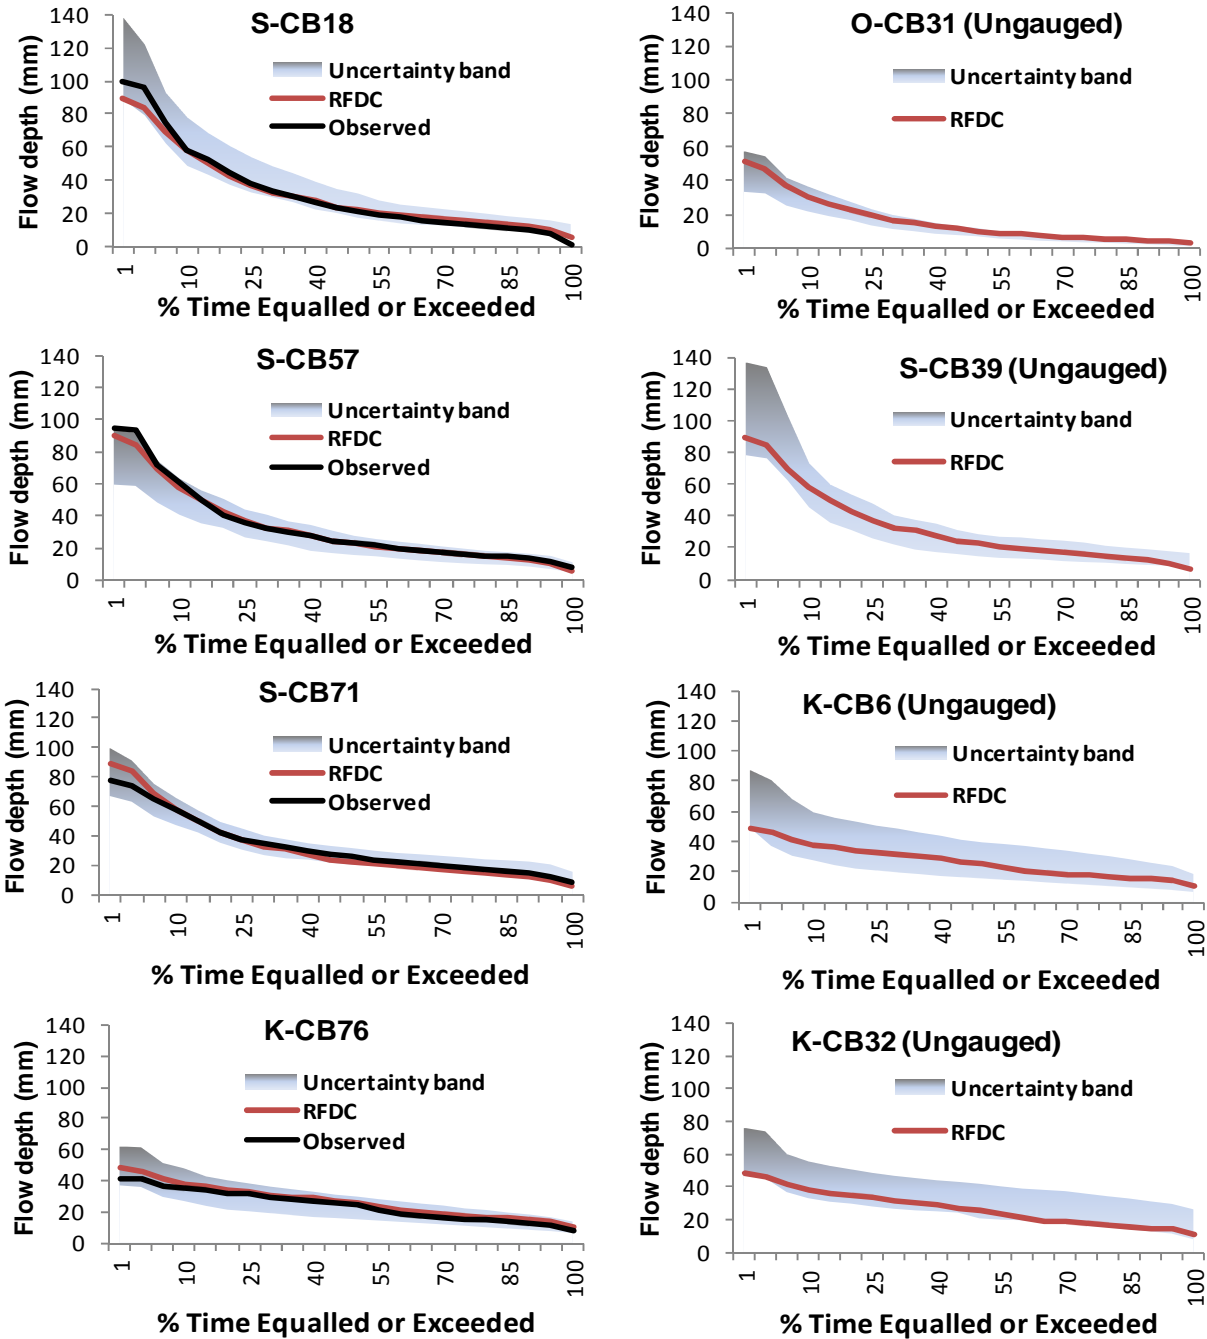 S-CB18
Flow depth (mm)
140
120
100
80
60
40
20
0
Uncertainty band
RFDC
Observed
1
10
25
40
55
70
85
100
% Time Equalled or Exceeded
O-CB31 (Ungauged)
Flow depth (mm)
140
120
100
80
60
40
20
0
Uncertainty band
RFDC
1
10
25
40
55
70
85
100
% Time Equalled or Exceeded
S-CB57
Flow depth (mm)
140
120
100
80
60
40
20
0
Uncertainty band
RFDC
Observed
1
10
25
40
55
70
85
100
% Time Equalled or Exceeded
S-CB39 (Ungauged)
Flow depth (mm)
140
120
100
80
60
40
20
0
Uncertainty band
RFDC
1
10
25
40
55
70
85
100
% Time Equalled or Exceeded
S-CB71
Flow depth (mm)
140
120
100
80
60
40
20
0
Uncertainty band
RFDC
Observed
1
10
25
40
55
70
85
100
% Time Equalled or Exceeded
K-CB6 (Ungauged)
Flow depth (mm)
140
120
100
80
60
40
20
0
Uncertainty band
RFDC
1
10
25
40
55
70
85
100
% Time Equalled or Exceeded
K-CB76
Flow depth (mm)
140
120
100
80
60
40
20
0
Uncertainty band
RFDC
Observed
1
10
25
40
55
70
85
100
% Time Equalled or Exceeded
K-CB32 (Ungauged)
Flow depth (mm)
140
120
100
80
60
40
20
0
Uncertainty band
RFDC
1
10
25
40
55
70
85
100
% Time Equalled or Exceeded